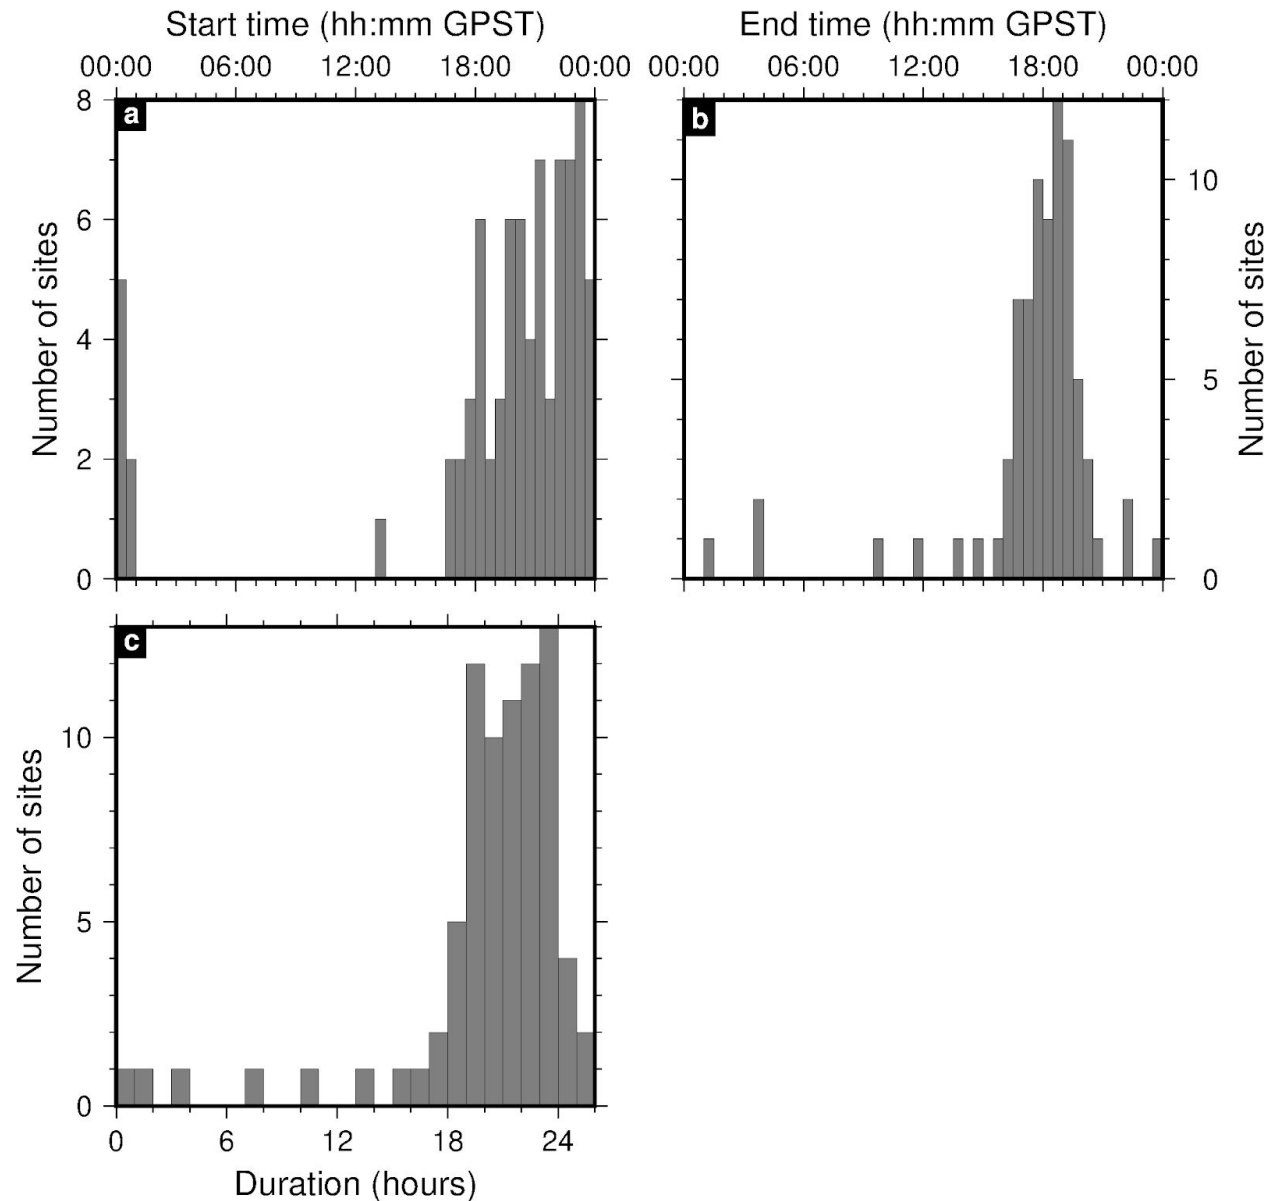 Start time (hh:mm GPST)
End time (hh:mm GPST)
00:00 06:00 12:00 18:00 00:00
00:00 06:00 12:00 18:00 00:00
a
b
8
6
4
2
0
Number of sites
10
5
0
Number of sites
c
10
5
0
Number of sites
0 6 12 18 24
Duration (hours)